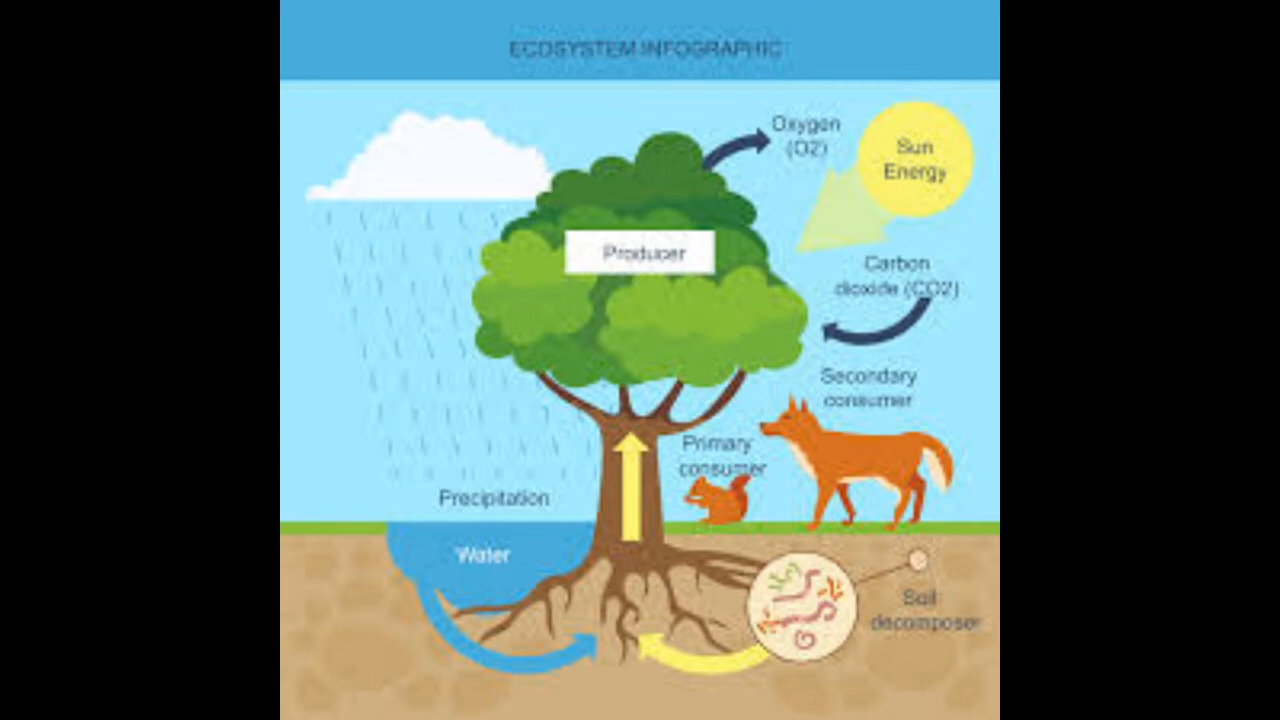 ECOSYSTEM INFOGRAPHIC
Oxygen
(O2)
Sun
Energy
Producer
Carbon
dioxide (CO2)
Secondary
consumer
Primary
consumer
Precipitation
Water
Soil
decomposer